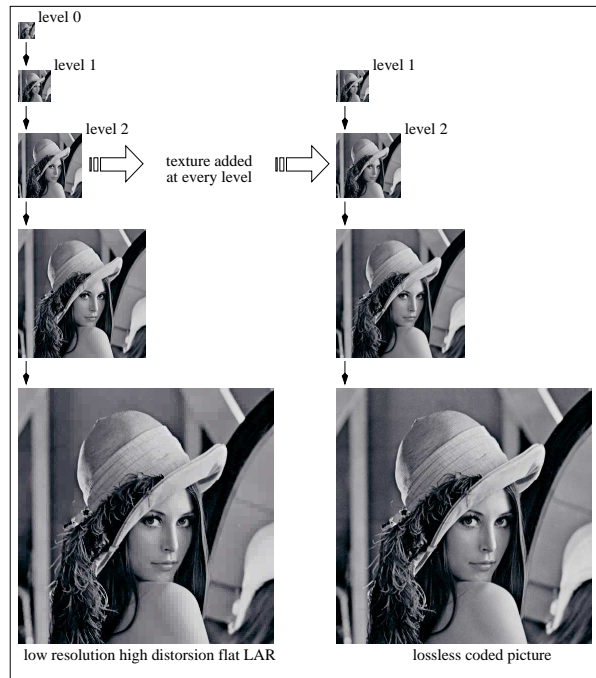 level 0
level 1
level 1
level 2
level 2
texture added
at every level
low resolution high distorsion flat LAR
lossless coded picture